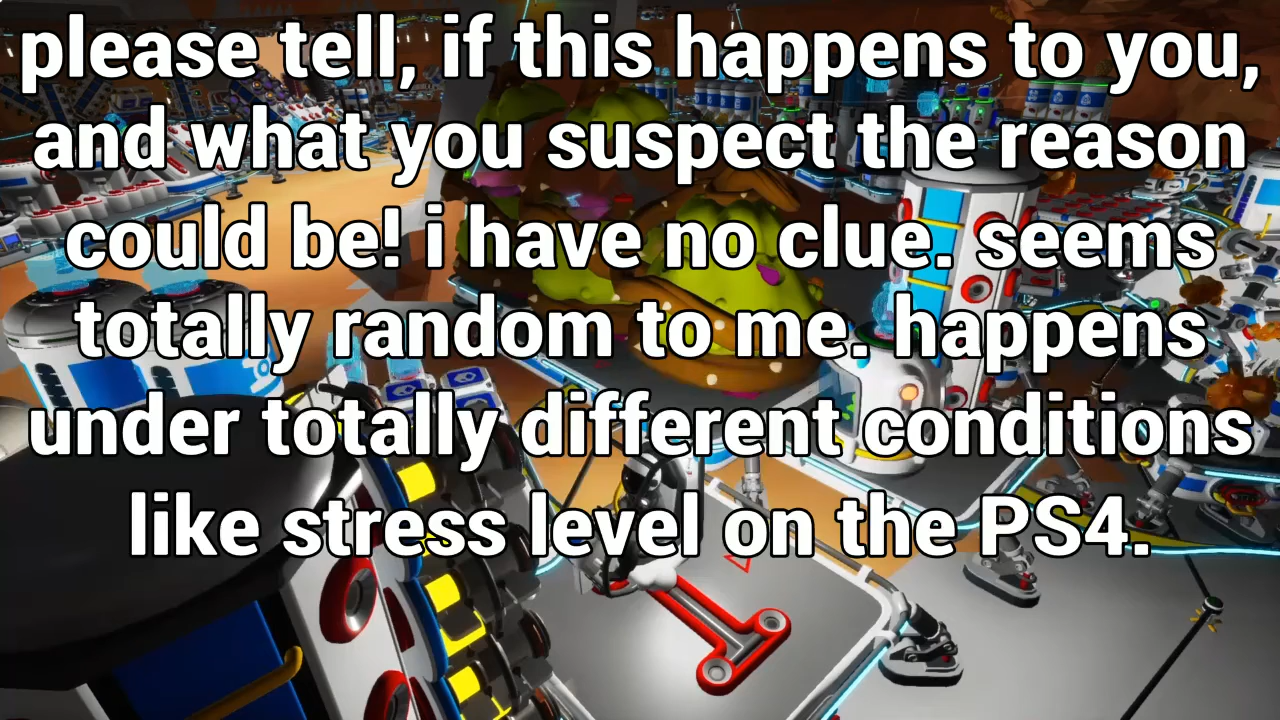 please tell, if this happens to you,
and what you suspect the reason
could be! i have no clue. seems
totally random to me. happens
under totally different conditions
like stress level on the PS4.